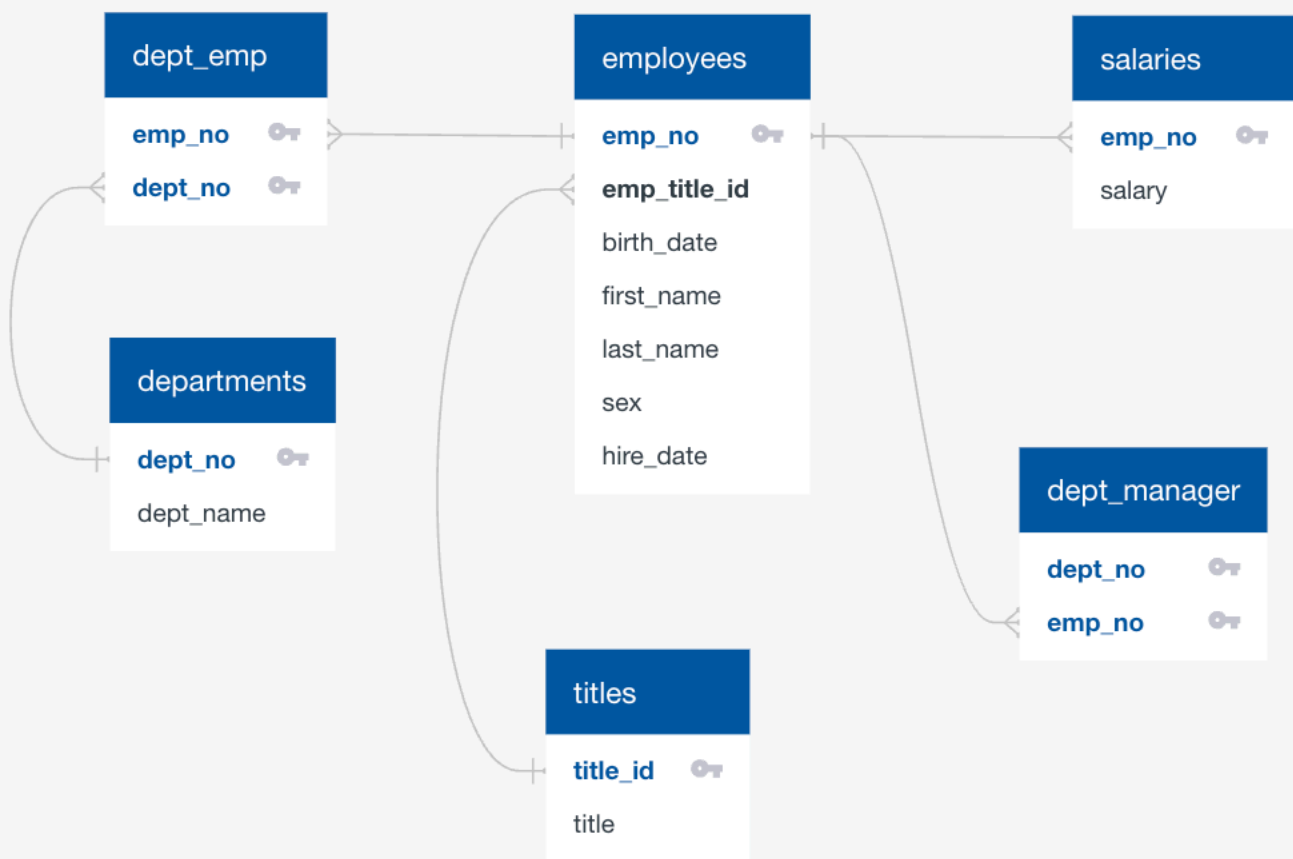 dept_emp
emp_no
dept_no
employees
emp_no
emp_title_id
birth_date
first_name
last_name
sex
hire_date
salaries
emp_no
salary
departments
dept_no
dept_name
dept_manager
dept_no
emp_no
titles
title_id
title